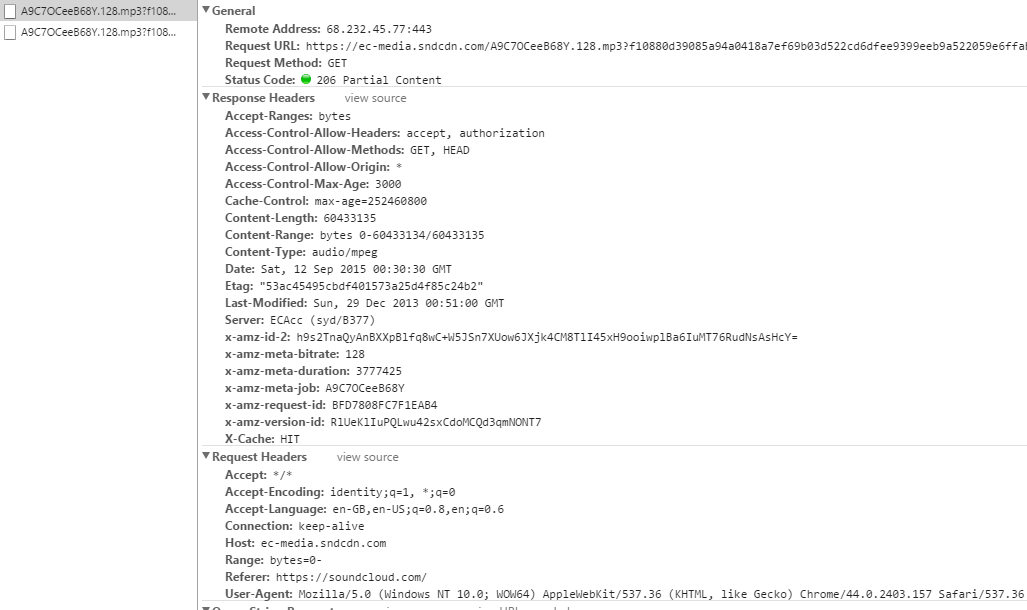 A9C7OCeeB68Y.128.mp3?f108...
A9C7OCeeB68Y.128.mp3?f108...
General
Remote Address: 68.232.45.77:443
Request URL: https://ec-media.sndcdn.com/A9C7OCeeB68Y.128.mp3?f10880d39085a94a0418a7ef69b03d522cd6dfee9399eeb9a522059e6ffab
Request Method: GET
Status Code: 206 Partial Content
Response Headers view source
Accept-Ranges: bytes
Access-Control-Allow-Headers: accept, authorization
Access-Control-Allow-Methods: GET, HEAD
Access-Control-Allow-Origin: *
Access-Control-Max-Age: 3000
Cache-Control: max-age=252460800
Content-Length: 60433135
Content-Range: bytes 0-60433134/60433135
Content-Type: audio/mpeg
Date: Sat, 12 Sep 2015 00:30:30 GMT
Etag: "53ac45495cbdf401573a25d4f85c24b2"
Last-Modified: Sun, 29 Dec 2013 00:51:00 GMT
Server: ECAcc (syd/B377)
x-amz-id-2: h9s2TnaQyAnBXXpBlfq8wC+W5JSn7XUow6JXjk4CM8TlI45xH9ooiwplBa6IuMT76RudNsAsHcY=
x-amz-meta-bitrate: 128
x-amz-meta-duration: 3777425
x-amz-meta-job: A9C7OCeeB68Y
x-amz-request-id: BFD7808FC7F1EAB4
x-amz-version-id: RlUeKlIuPQLwu42sxCdoMCQd3qmNONT7
X-Cache: HIT
Request Headers view source
Accept: */*
Accept-Encoding: identity;q=1, *;q=0
Accept-Language: en-GB,en-US;q=0.8,en;q=0.6
Connection: keep-alive
Host: ec-media.sndcdn.com
Range: bytes=0-
Referer: https://soundcloud.com/
User-Agent: Mozilla/5.0 (Windows NT 10.0; WOW64) AppleWebKit/537.36 (KHTML, like Gecko) Chrome/44.0.2403.157 Safari/537.36